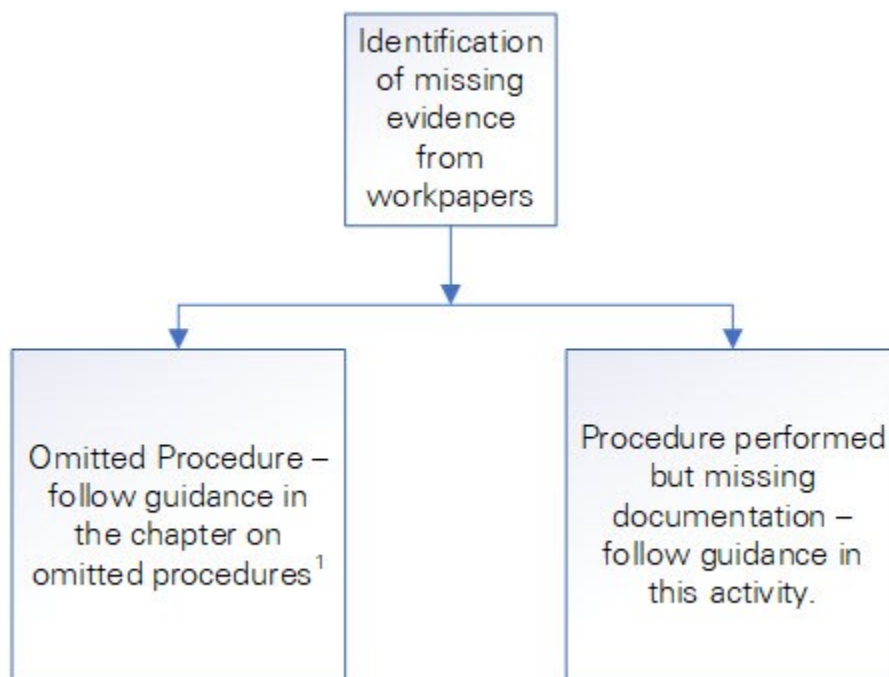 Identification
of missing
evidence
from
workpapers
Omitted Procedure –
follow guidance in
the chapter on
omitted procedures¹
Procedure performed
but missing
documentation –
follow guidance in
this activity.